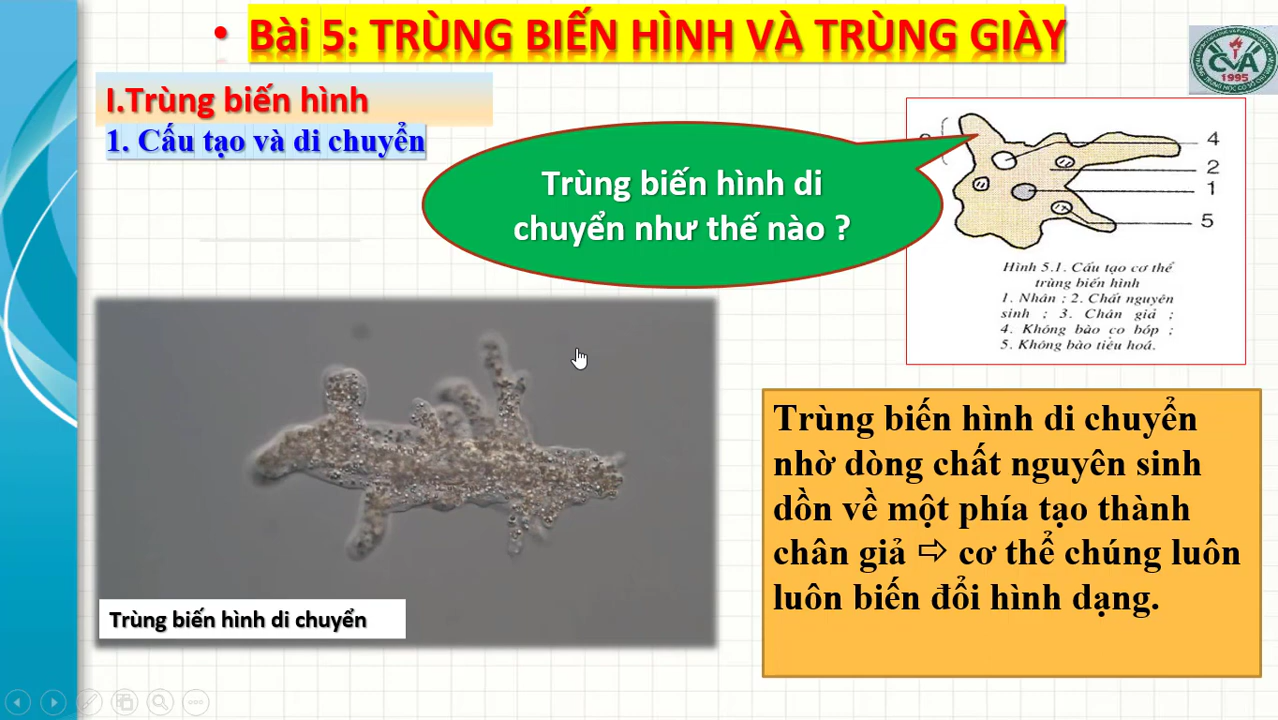 Bài 5: TRÙNG BIẾN HÌNH VÀ TRÙNG GIÀY
I.Trùng biến hình
1. Cấu tạo và di chuyển
Trùng biến hình di
chuyển như thế nào ?
CVA
1995
4
2
1
5
Hình 5.1. Cấu tạo cơ thể
trùng biến hình
1. Nhân ; 2. Chất nguyên
sinh ; 3. Chân giả ;
4. Không bào co bóp ;
5. Không bào tiêu hoá.
Trùng biến hình di chuyển
Trùng biến hình di chuyển
nhờ dòng chất nguyên sinh
dồn về một phía tạo thành
chân giả ⇨ cơ thể chúng luôn
luôn biến đổi hình dạng.